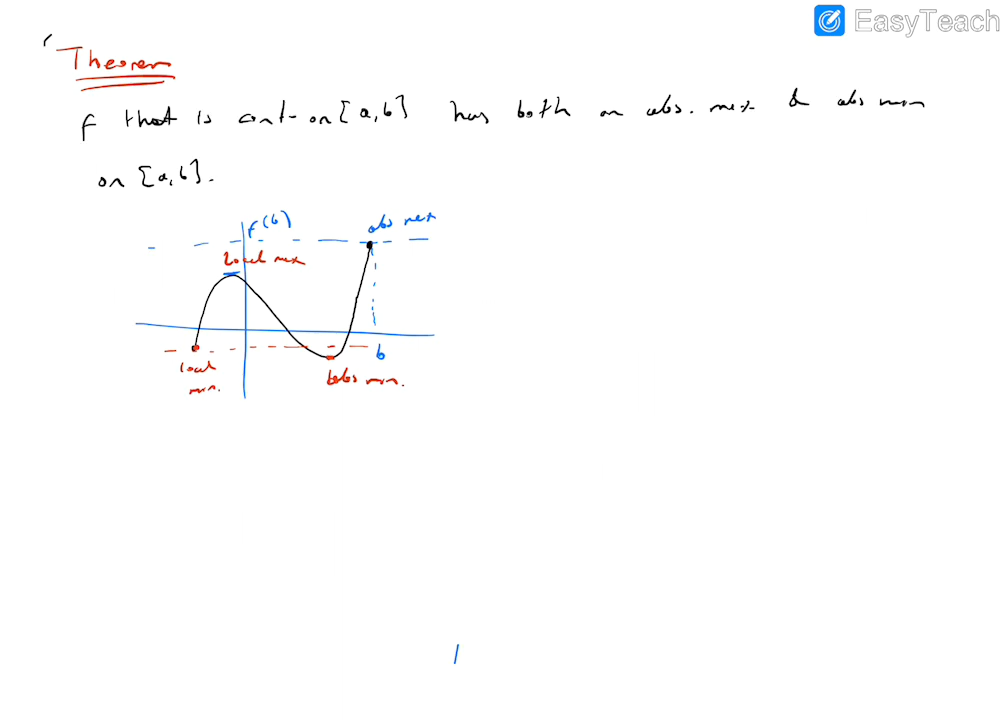 EasyTeach
Theorem
f that is cont. on [a,b] has both an abs. max & abs min
on [a,b].
f(b)
abs max
local max
b
local
min.
abs min.